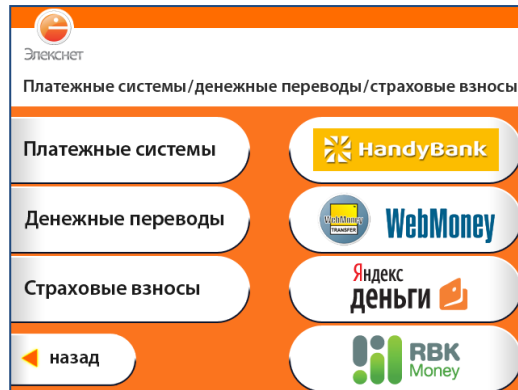 Элекснет
Платежные системы/денежные переводы/страховые взносы
Платежные системы
HandyBank
Денежные переводы
WebMoney
TRANSFER
WebMoney
Страховые взносы
Яндекс
деньги
назад
RBK
Money